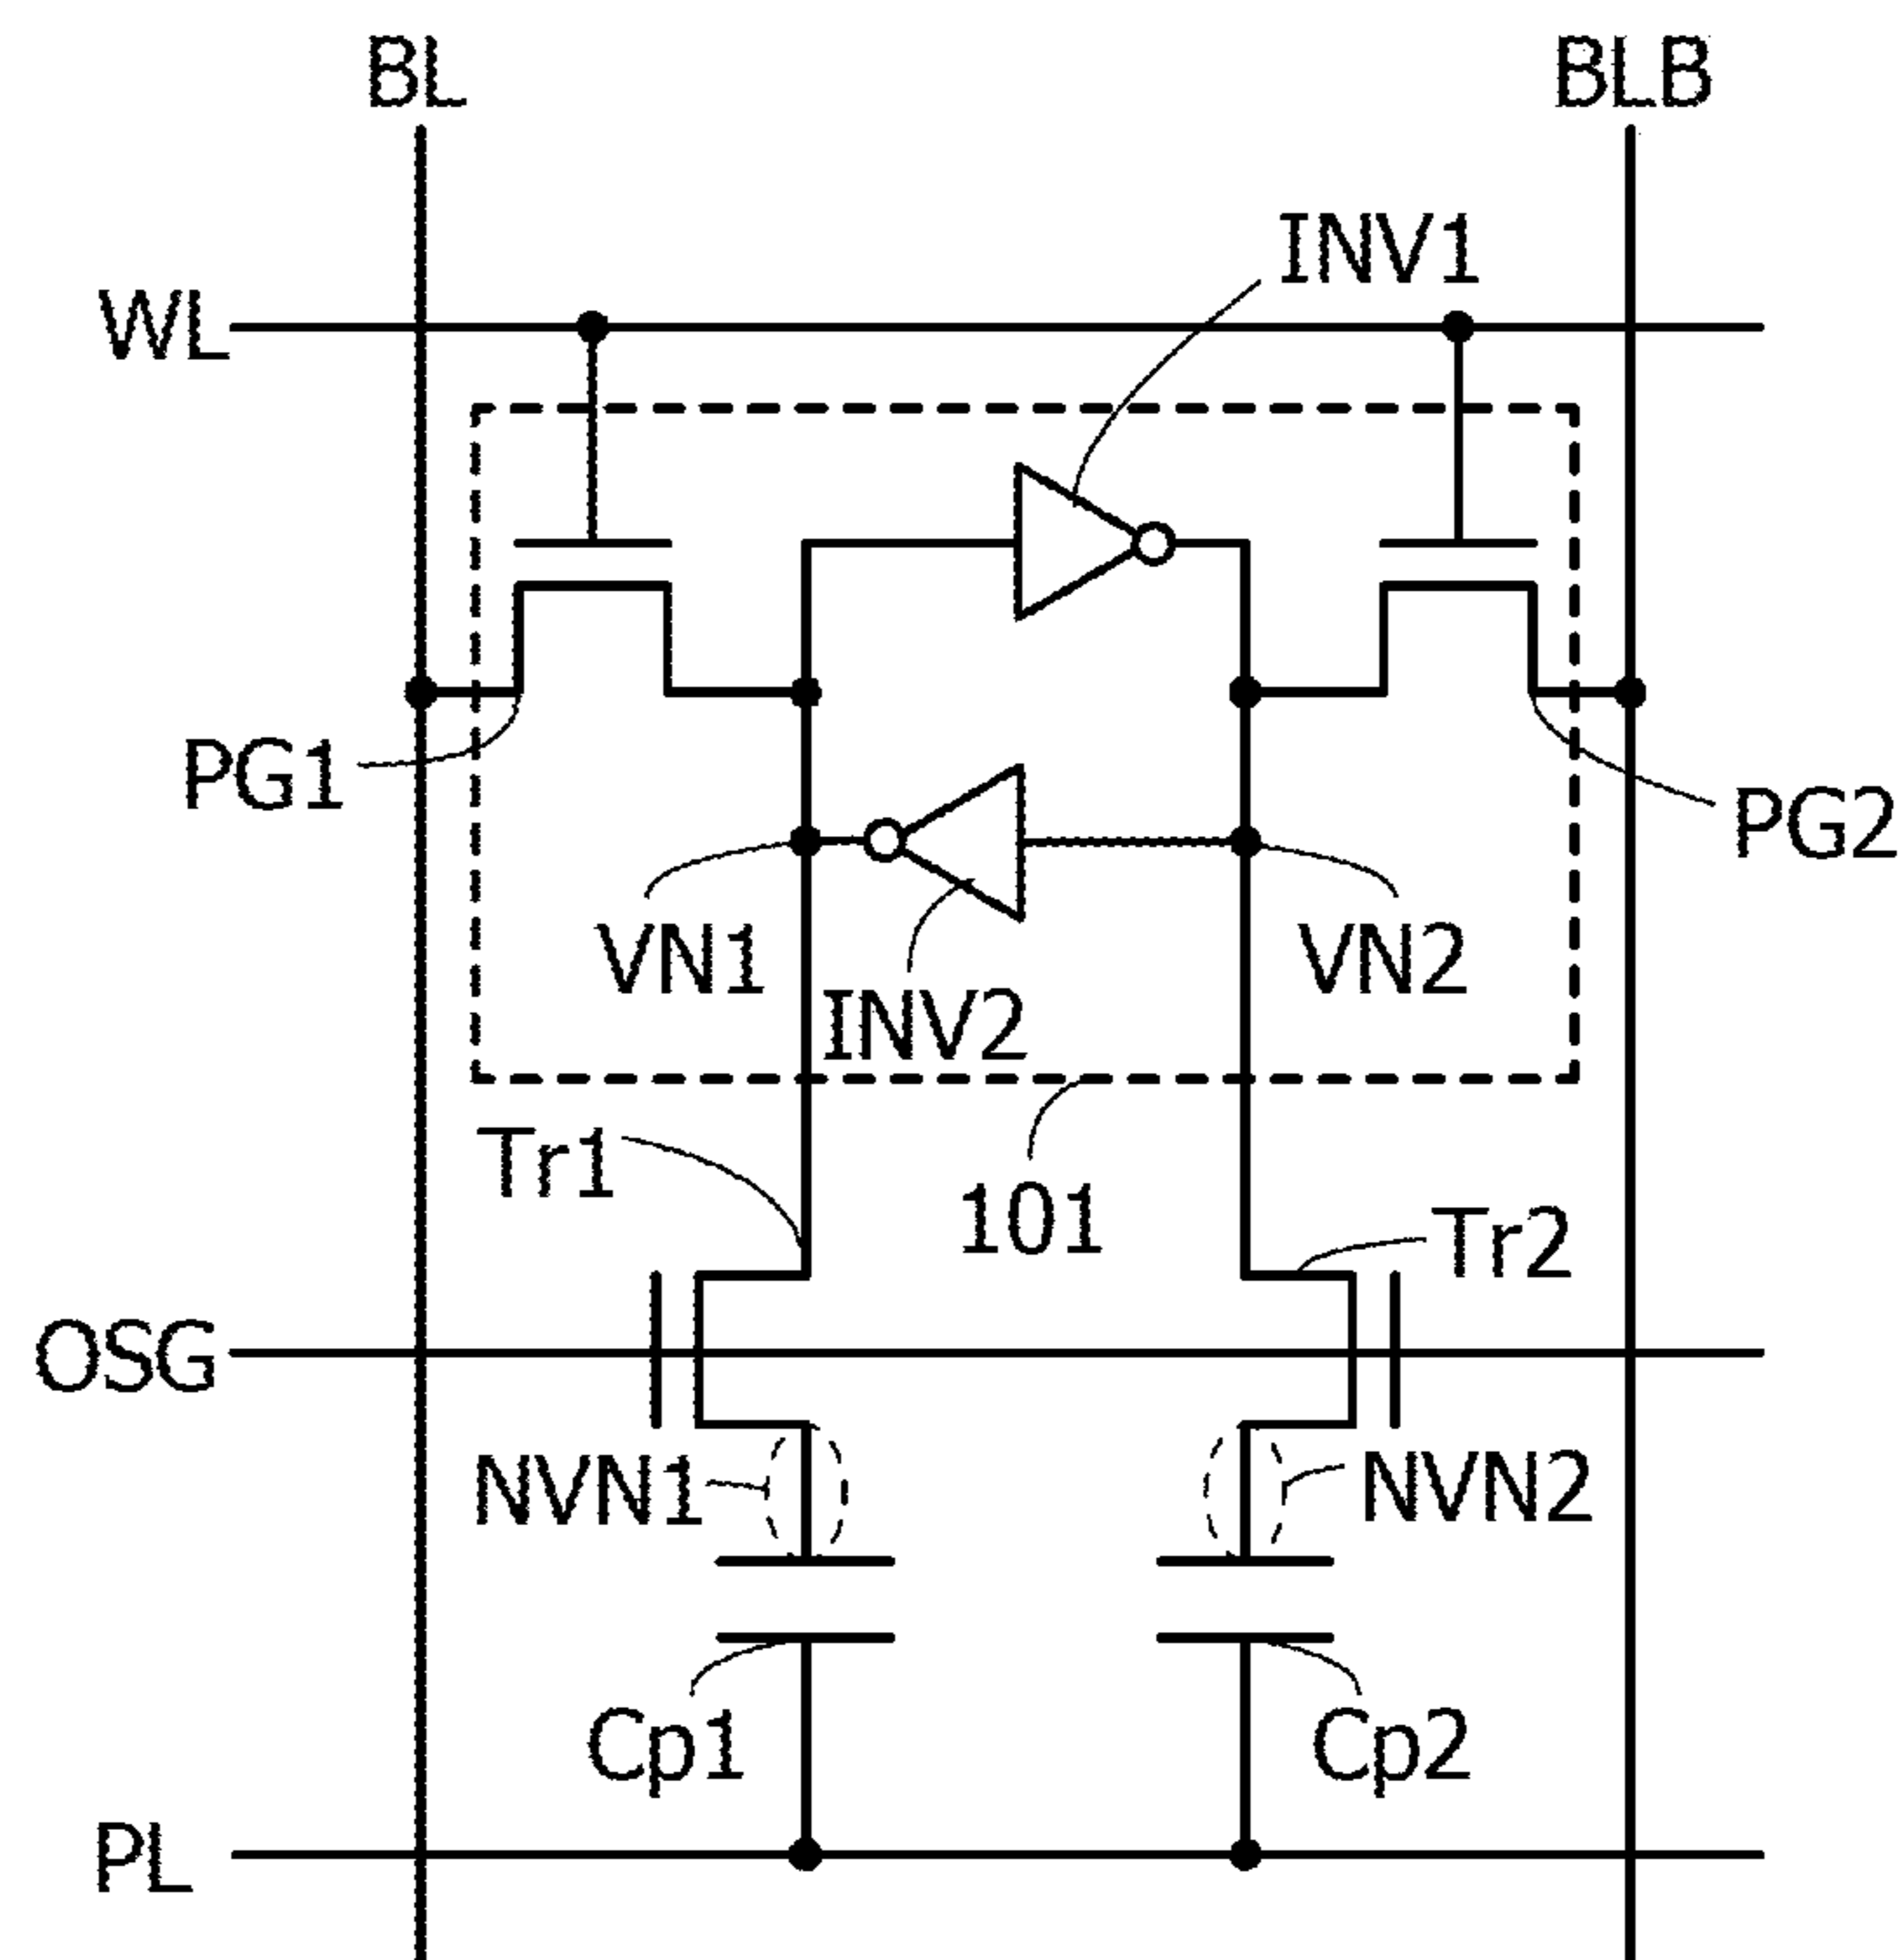 BL
BLB
INV1
WL
PG1
PG2
VN1
VN2
INV2
Tr1
101
Tr2
OSG
NVN1
NVN2
Cp1
Cp2
PL